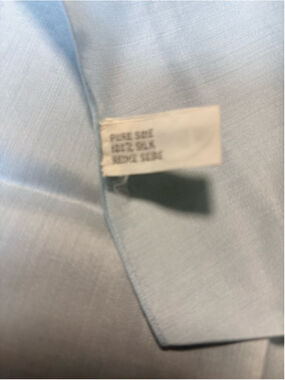 PURE SOIE
100% SILK
REINE SEIDE